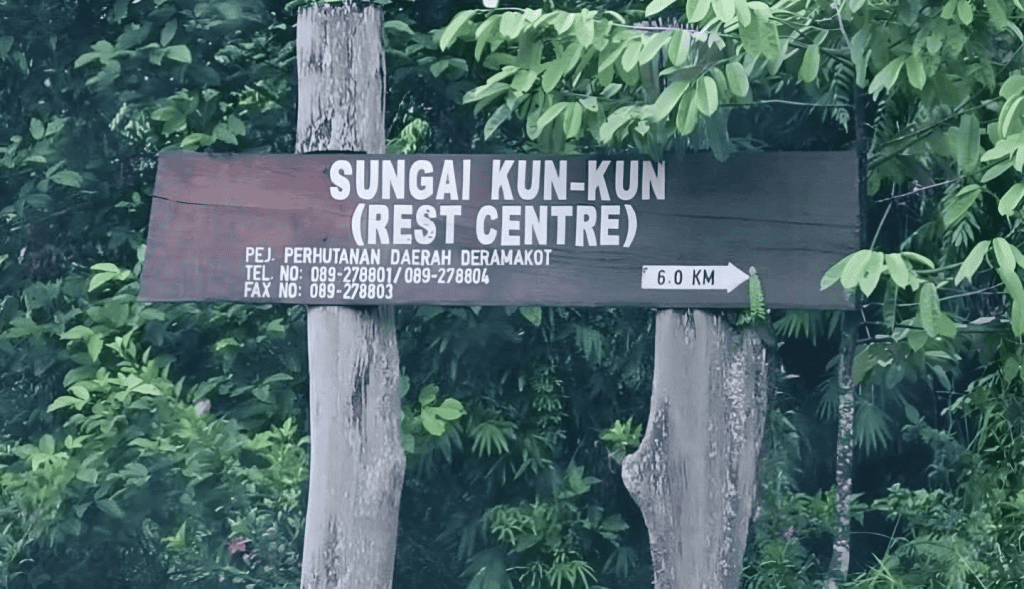 SUNGAI KUN-KUN
(REST CENTRE)
PEJ. PERHUTANAN DAERAH DERAMAKOT
TEL. NO: 089-278801/089-278804
FAX NO: 089-278803
6.0 KM